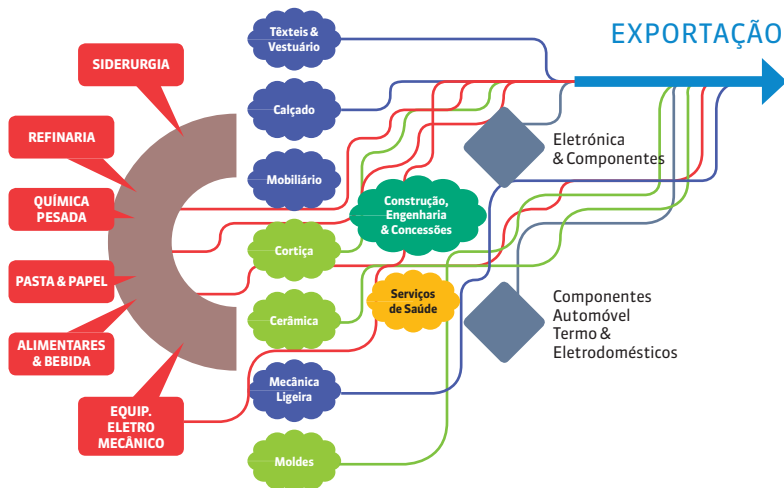 EXPORTAÇÃO
SIDERURGIA
REFINARIA
QUÍMICA
PESADA
PASTA & PAPEL
ALIMENTARES
& BEBIDA
EQUIP.
ELETRO
MECÂNICO
Têxteis &
Vestuário
Calçado
Mobiliário
Cortiça
Cerâmica
Mecânica
Ligeira
Moldes
Construção,
Engenharia
& Concessões
Serviços
de Saúde
Eletrónica
& Componentes
Componentes
Automóvel
Termo &
Eletrodomésticos